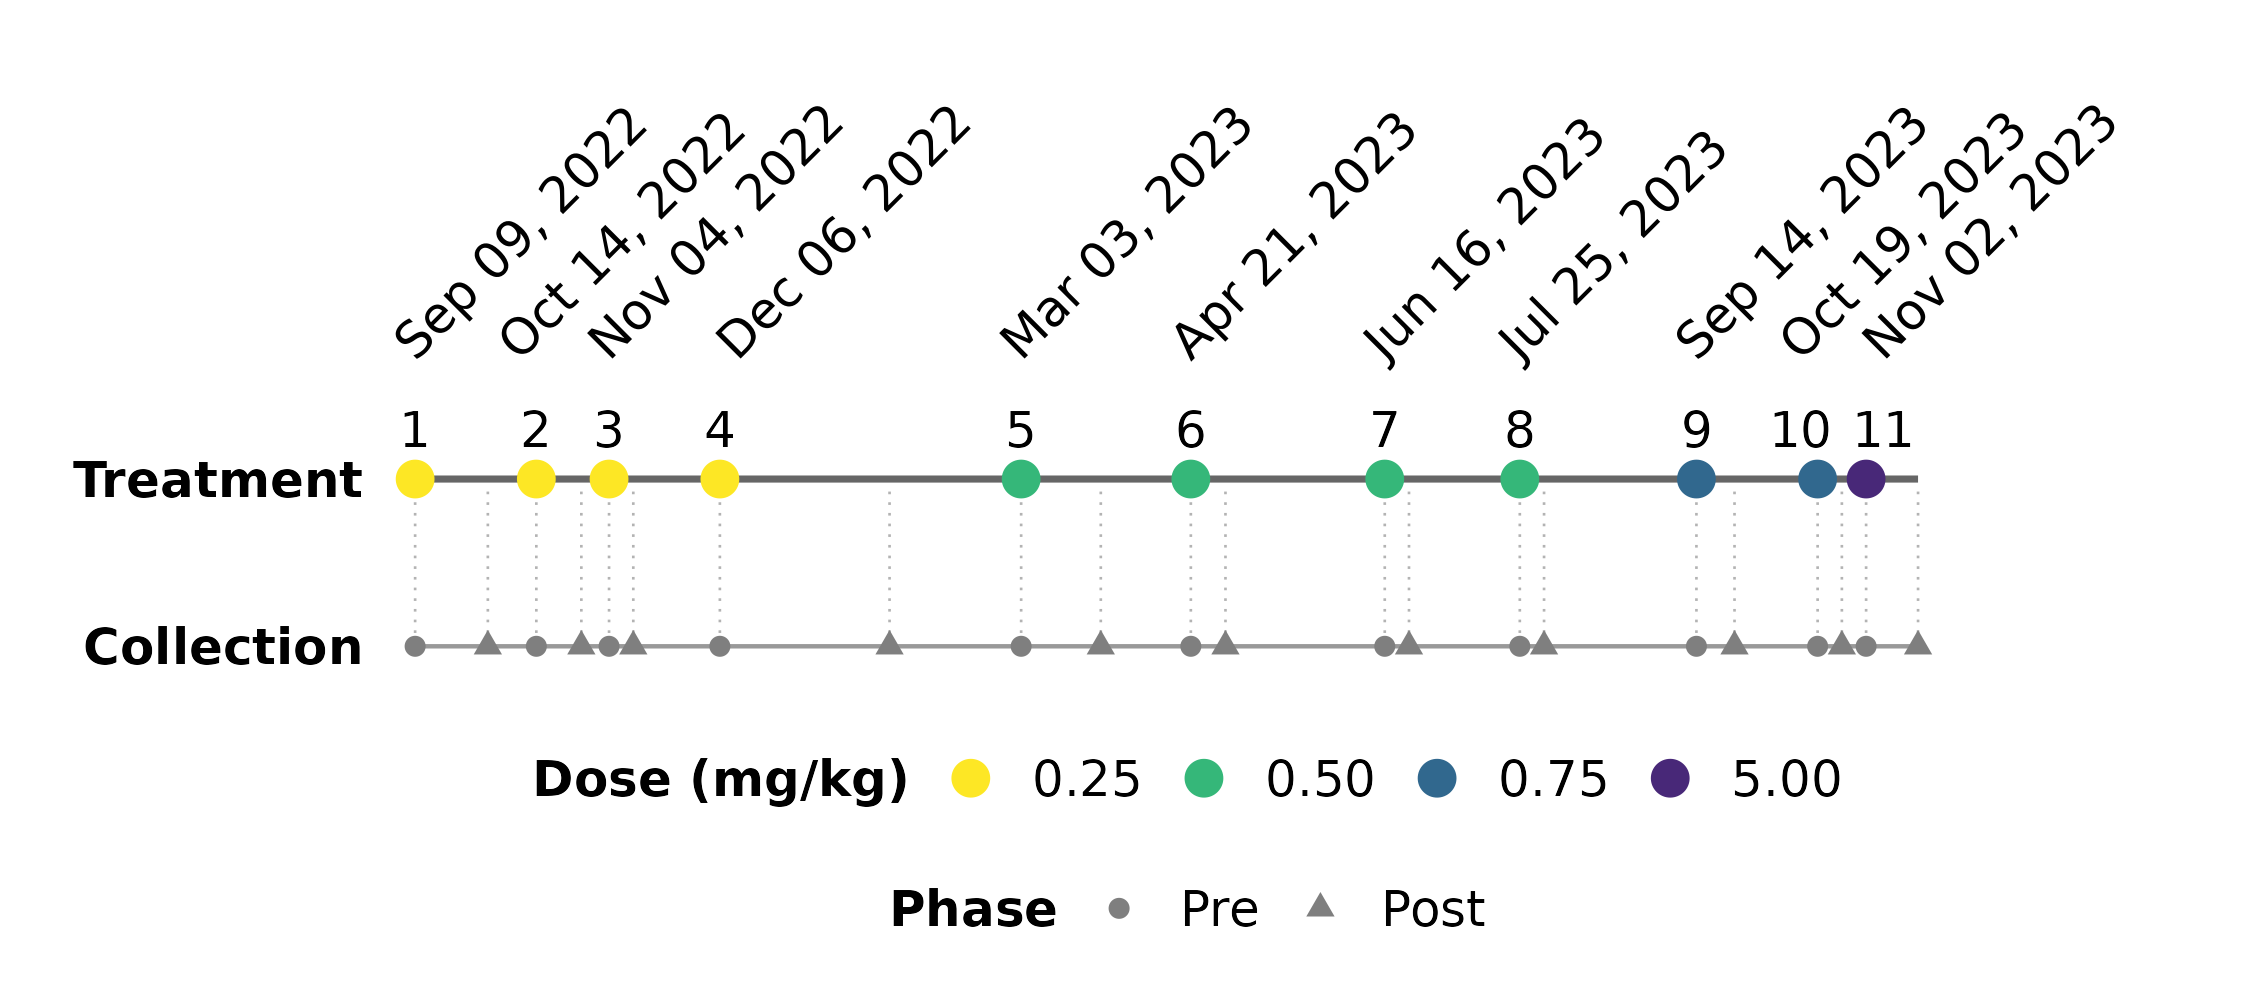 Sep 09, 2022
Oct 14, 2022
Nov 04, 2022
Dec 06, 2022
Mar 03, 2023
Apr 21, 2023
Jun 16, 2023
Jul 25, 2023
Sep 14, 2023
Oct 19, 2023
Nov 02, 2023
1 2 3 4 5 6 7 8 9 10 11
Treatment
Collection
Dose (mg/kg) 0.25 0.50 0.75 5.00
Phase Pre Post